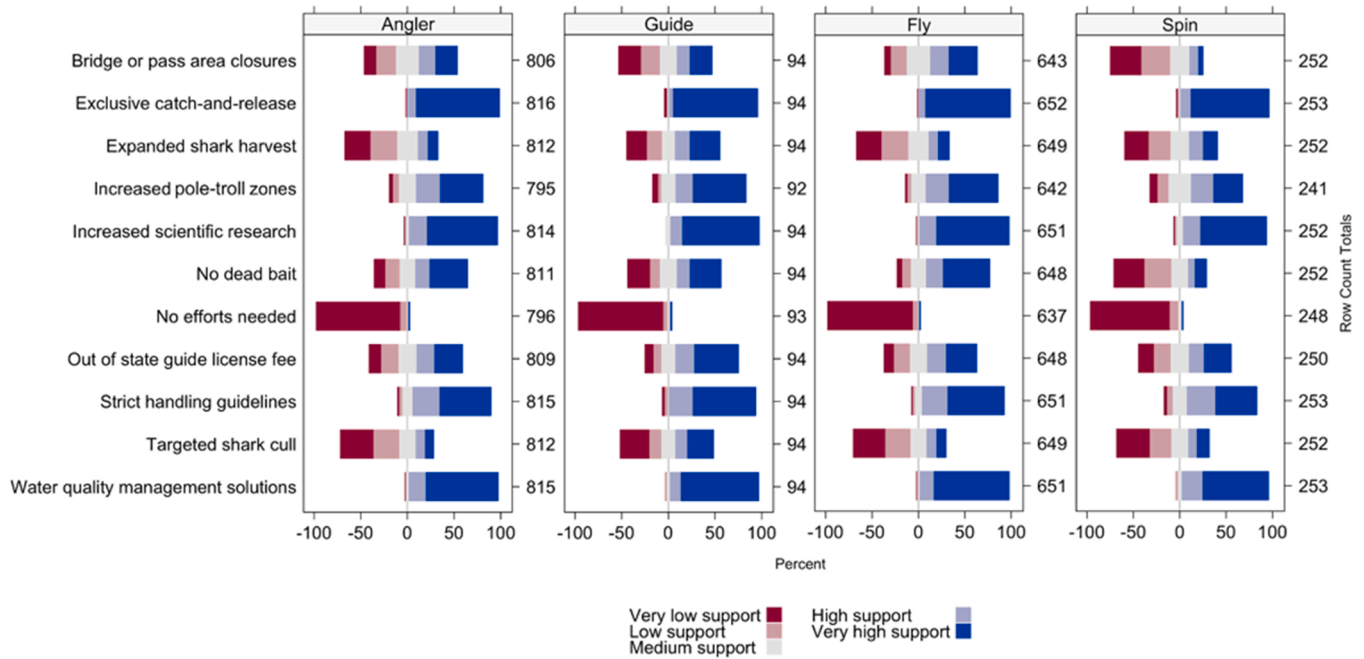 Angler Guide Fly Spin
Bridge or pass area closures 806 94 643 252
Exclusive catch-and-release 816 94 652 253
Expanded shark harvest 812 94 649 252
Increased pole-troll zones 795 92 642 241
Increased scientific research 814 94 651 252
No dead bait 811 94 648 252
No efforts needed 796 93 637 248
Out of state guide license fee 809 94 648 250
Strict handling guidelines 815 94 651 253
Targeted shark cull 812 94 649 252
Water quality management solutions 815 94 651 253
Row Count Totals
-100 -50 0 50 100 -100 -50 0 50 100 -100 -50 0 50 100 -100 -50 0 50 100
Percent
Very low support High support
Low support Very high support
Medium support